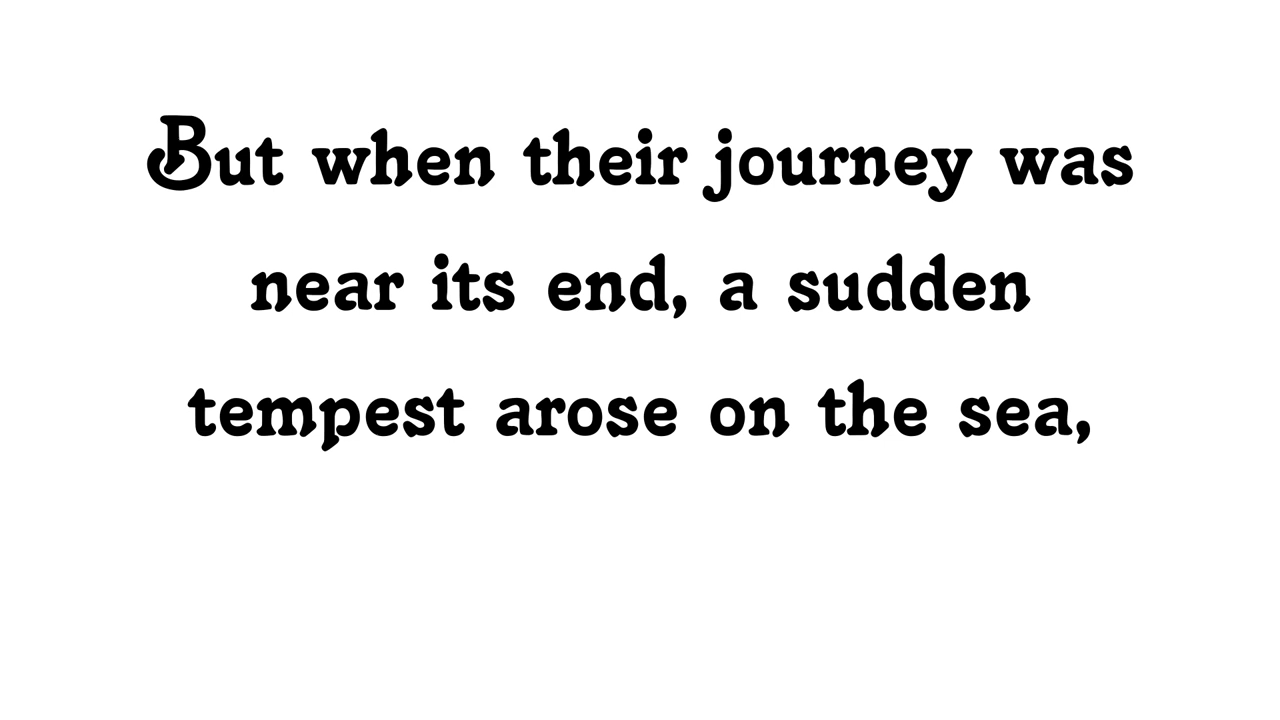 But when their journey was
near its end, a sudden
tempest arose on the sea,